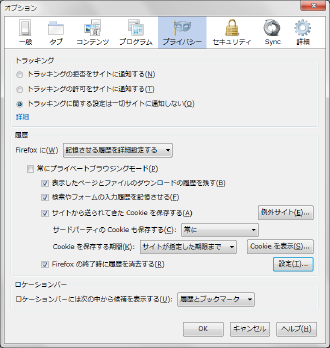 オプション
一般 タブ コンテンツ プログラム プライバシー セキュリティ Sync 詳細
トラッキング
トラッキングの拒否をサイトに通知する(N)
トラッキングの許可をサイトに通知する(T)
トラッキングに関する設定は一切サイトに通知しない(O)
詳細
履歴
Firefox に(W) 記憶させる履歴を詳細設定する
常にプライベートブラウジングモード(P)
表示したページとファイルのダウンロードの履歴を残す(B)
検索やフォームの入力履歴を記憶させる(F)
サイトから送られてきた Cookie を保存する(A) 例外サイト(E)...
サードパーティの Cookie も保存する(C): 常に
Cookie を保存する期間(K): サイトが指定した期限まで Cookie を表示(S)...
Firefox の終了時に履歴を消去する(R) 設定(T)...
ロケーションバー
ロケーションバーには次の中から候補を表示する(U): 履歴とブックマーク
OK キャンセル ヘルプ(H)